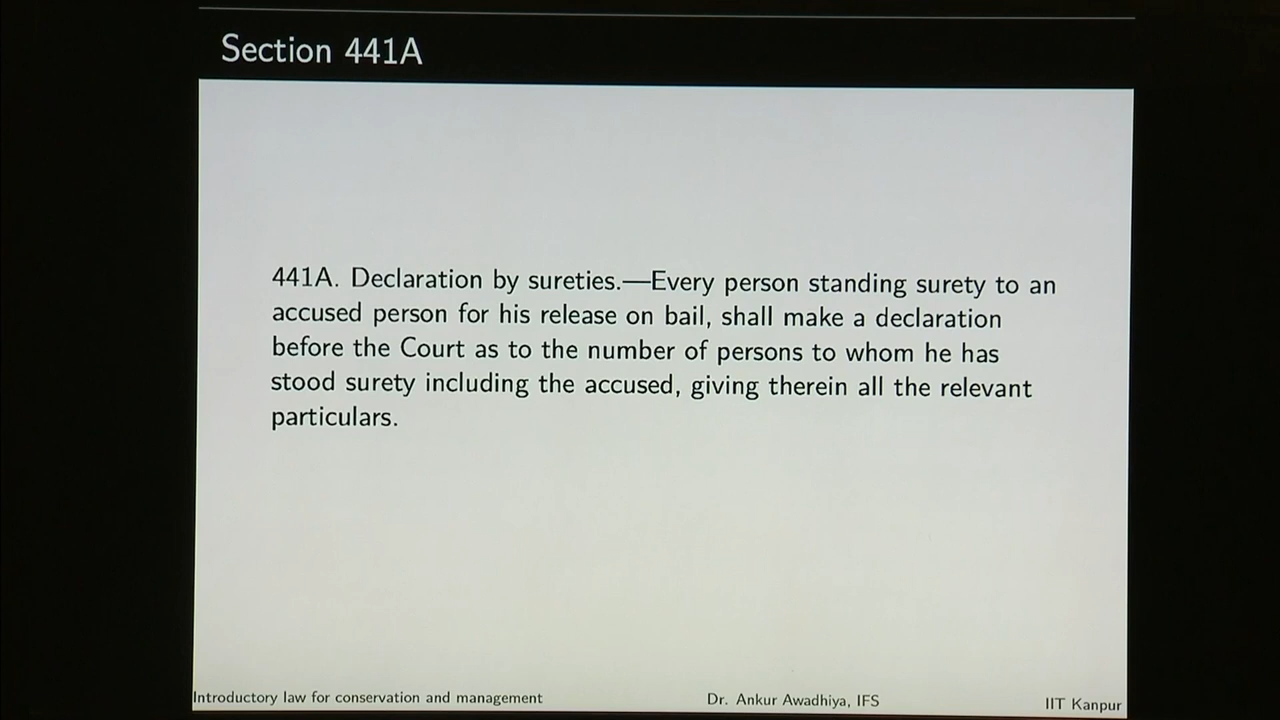 Section 441A
441A. Declaration by sureties.—Every person standing surety to an
accused person for his release on bail, shall make a declaration
before the Court as to the number of persons to whom he has
stood surety including the accused, giving therein all the relevant
particulars.
Introductory law for conservation and management
Dr. Ankur Awadhiya, IFS
IIT Kanpur